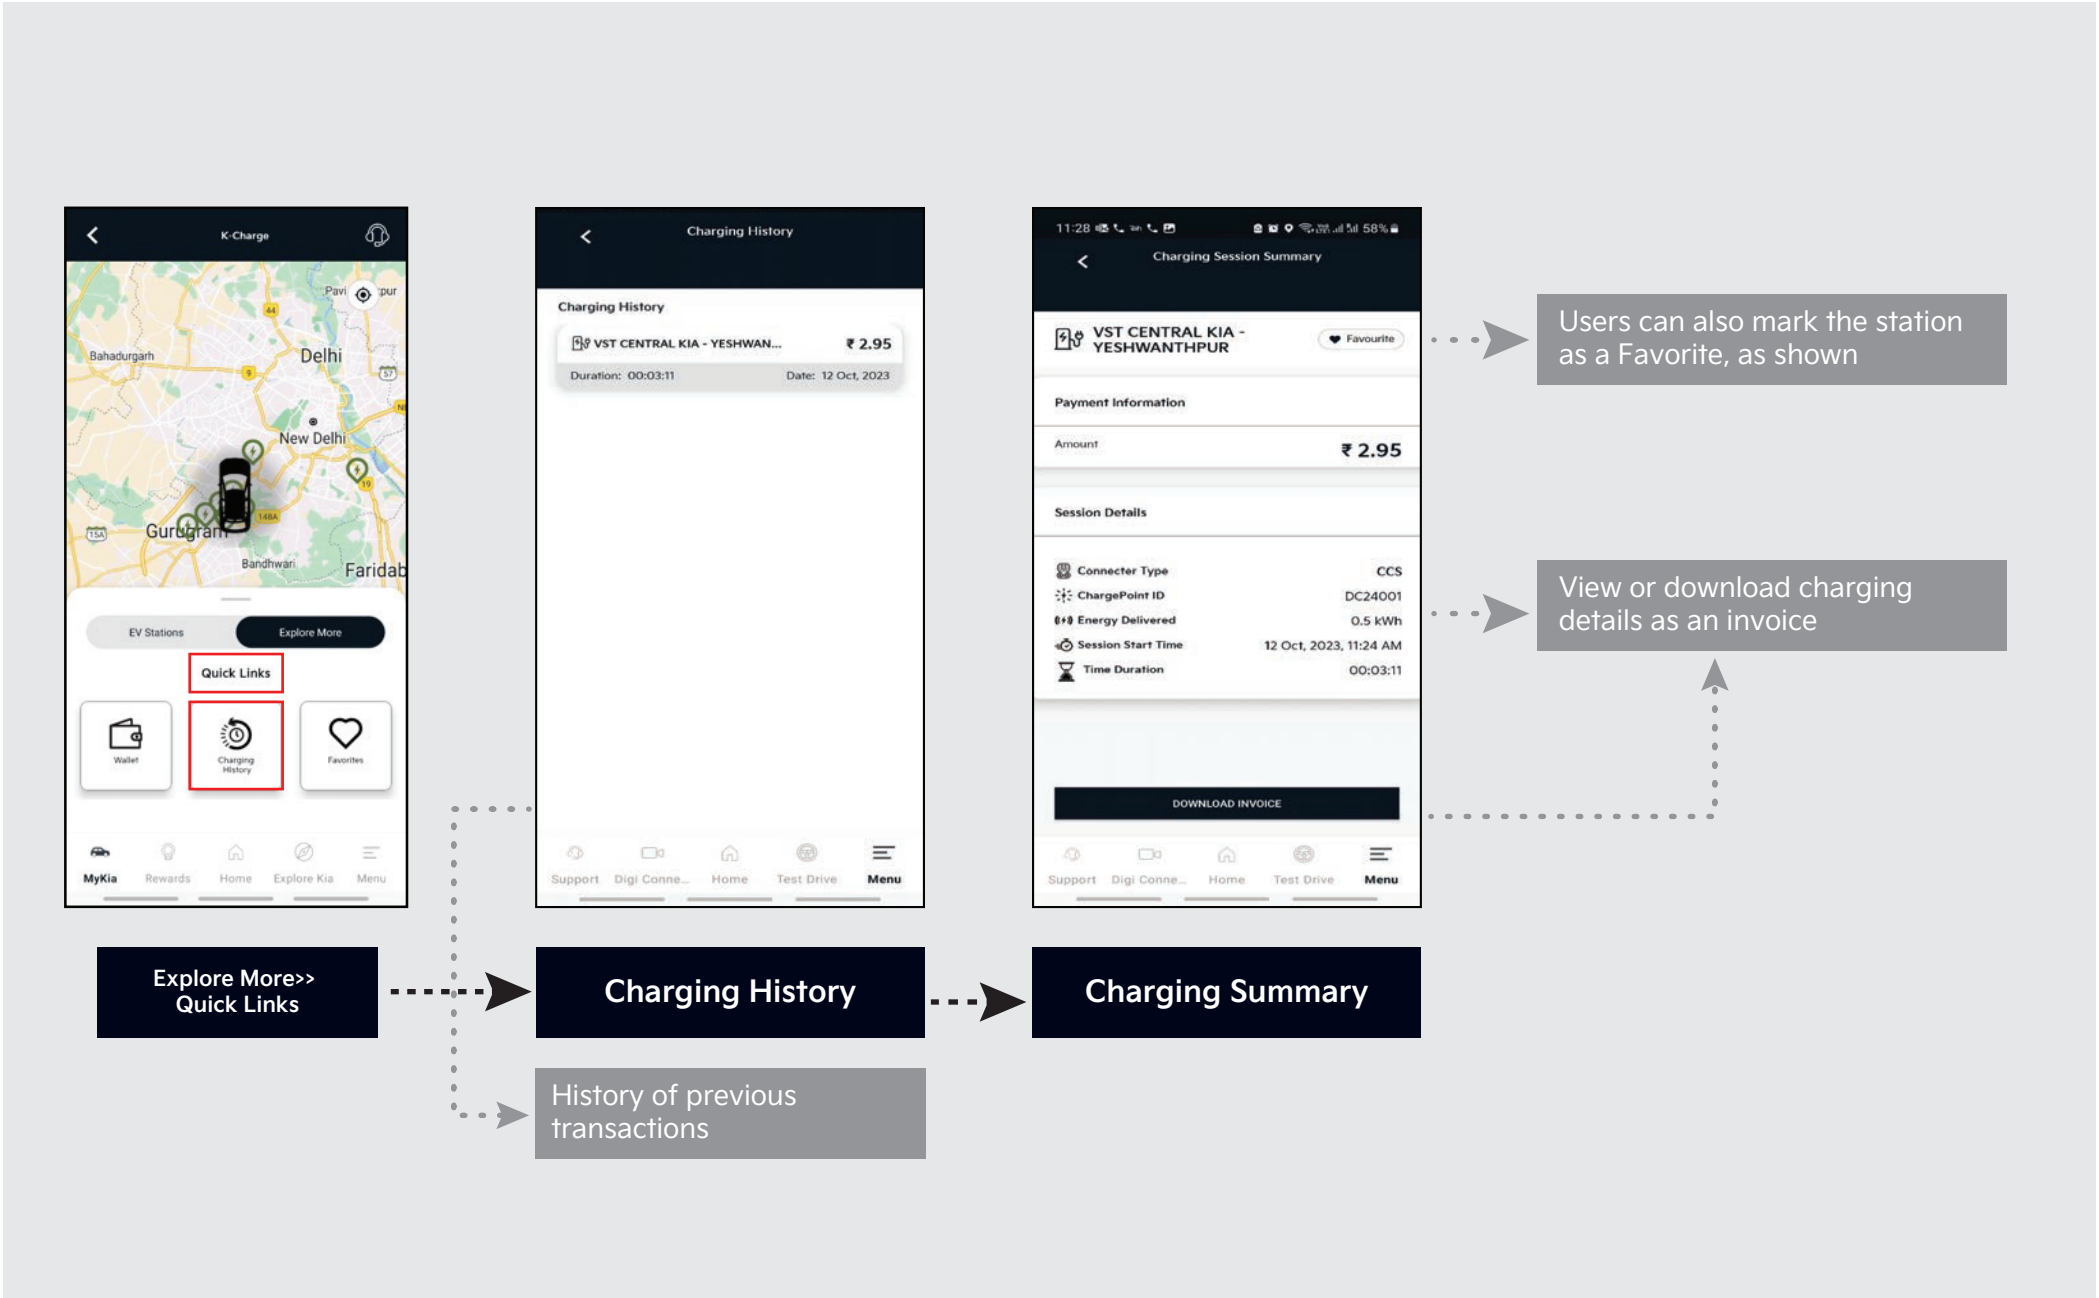 K-Charge
44
Pavi
pur
Bahadurgarh
Delhi
9
57
New Delhi
19
148A
15A
Gurugram
Bandhwari
Faridab
EV Stations
Explore More
Quick Links
Wallet
Charging
History
Favorites
MyKia
Rewards
Home
Explore Kia
Menu
Explore More>>
Quick Links
Charging History
Charging History
VST CENTRAL KIA - YESHWAN...
₹ 2.95
Duration: 00:03:11
Date: 12 Oct, 2023
Support
Digi Conne...
Home
Test Drive
Menu
Charging History
History of previous
transactions
11:28
58%
Charging Session Summary
VST CENTRAL KIA -
YESHWANTHPUR
Favourite
Payment Information
Amount
₹ 2.95
Session Details
Connecter Type
CCS
ChargePoint ID
DC24001
Energy Delivered
0.5 kWh
Session Start Time
12 Oct, 2023, 11:24 AM
Time Duration
00:03:11
DOWNLOAD INVOICE
Support
Digi Conne...
Home
Test Drive
Menu
Charging Summary
Users can also mark the station
as a Favorite, as shown
View or download charging
details as an invoice